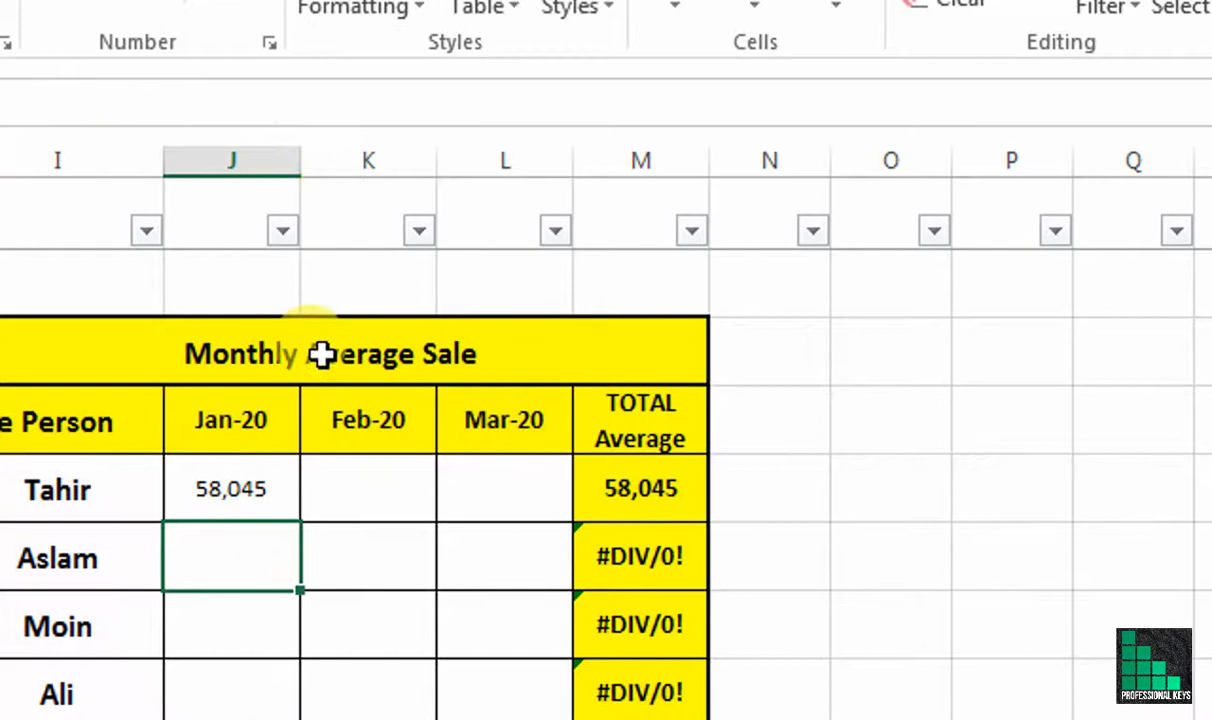 Formatting Table Styles Clear Filter Select
Number Styles Cells Editing
I J K L M N O P Q
Monthly Average Sale
e Person Jan-20 Feb-20 Mar-20 TOTAL Average
Tahir 58,045 58,045
Aslam #DIV/0!
Moin #DIV/0!
Ali #DIV/0!
PROFESSIONAL KEYS